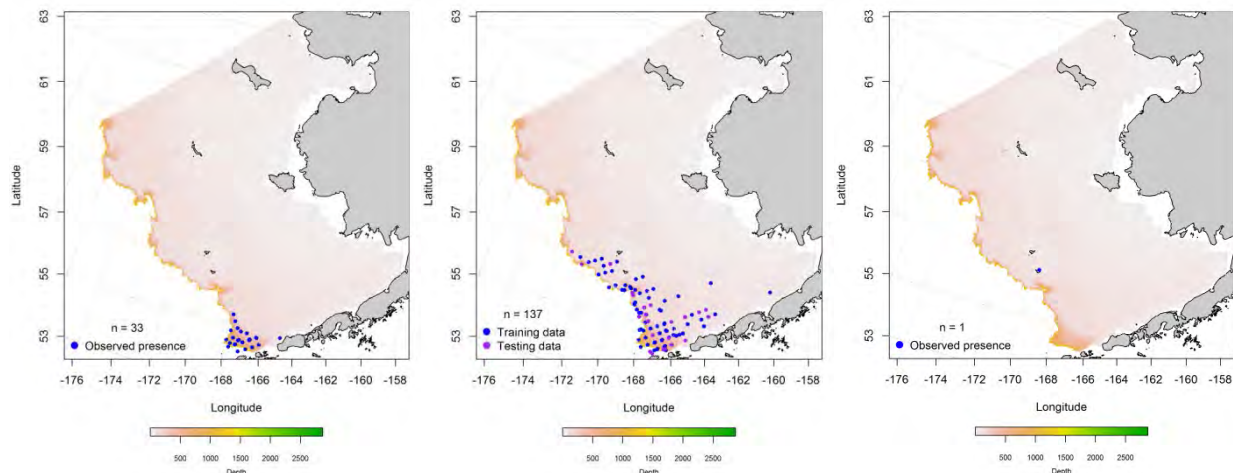 63
61
59
57
55
53
Latitude
n = 33
Observed presence
-176 -174 -172 -170 -168 -166 -164 -162 -160 -158
Longitude
500 1000 1500 2000 2500
Depth
63
61
59
57
55
53
Latitude
n = 137
Training data
Testing data
-176 -174 -172 -170 -168 -166 -164 -162 -160 -158
Longitude
500 1000 1500 2000 2500
Depth
63
61
59
57
55
53
Latitude
n = 1
Observed presence
-176 -174 -172 -170 -168 -166 -164 -162 -160 -158
Longitude
500 1000 1500 2000 2500
Depth